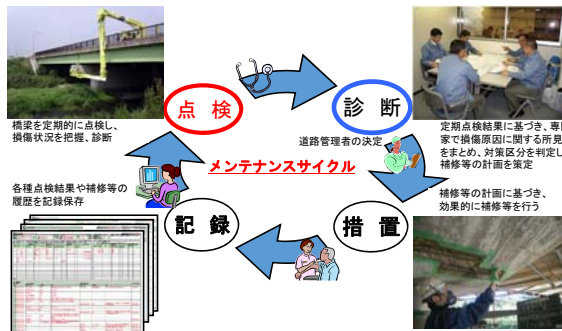 点 検
診 断
橋梁を定期的に点検し、
損傷状況を把握、診断
道路管理者の決定
定期点検結果に基づき、専門
家で損傷原因に関する所見
をまとめ、対策区分を判定し
補修等の計画を策定
メンテナンスサイクル
各種点検結果や補修等の
履歴を記録保存
記 録
措 置
補修等の計画に基づき、
効果的に補修等を行う